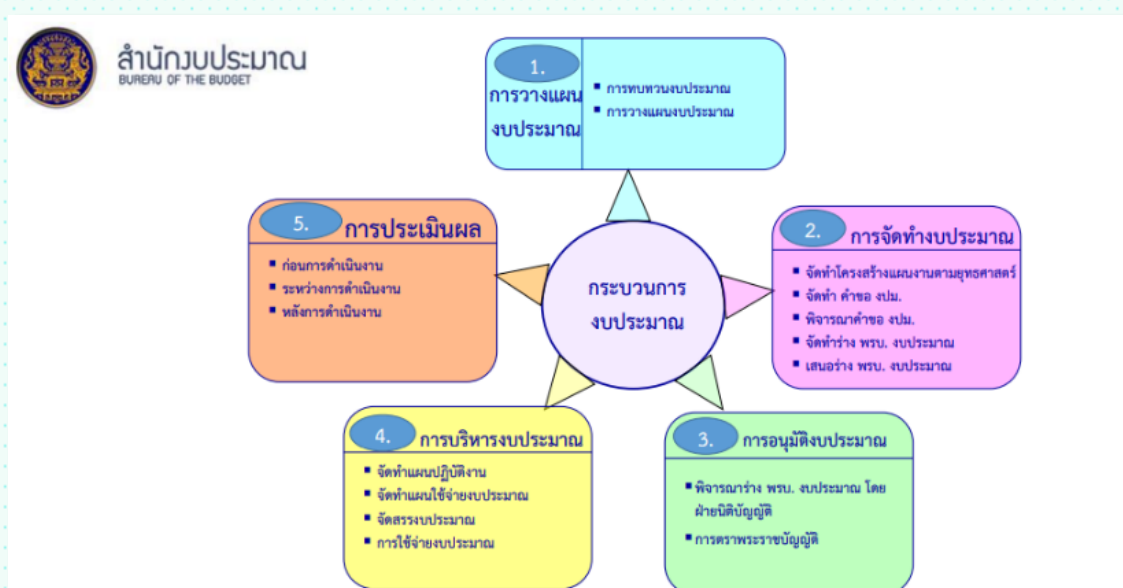 สำนักงบประมาณ
BUREAU OF THE BUDGET
1.
การวางแผน
งบประมาณ
▪ การทบทวนงบประมาณ
▪ การวางแผนงบประมาณ
5.
การประเมินผล
▪ ก่อนการดำเนินงาน
▪ ระหว่างการดำเนินงาน
▪ หลังการดำเนินงาน
กระบวนการ
งบประมาณ
2.
การจัดทำงบประมาณ
▪ จัดทำโครงสร้างแผนงานตามยุทธศาสตร์
▪ จัดทำ คำขอ งปม.
▪ พิจารณาคำขอ งปม.
▪ จัดทำร่าง พรบ. งบประมาณ
▪ เสนอร่าง พรบ. งบประมาณ
4.
การบริหารงบประมาณ
▪ จัดทำแผนปฏิบัติงาน
▪ จัดทำแผนใช้จ่ายงบประมาณ
▪ จัดสรรงบประมาณ
▪ การใช้จ่ายงบประมาณ
3.
การอนุมัติงบประมาณ
▪ พิจารณาร่าง พรบ. งบประมาณ โดย
ฝ่ายนิติบัญญัติ
▪ การตราพระราชบัญญัติ